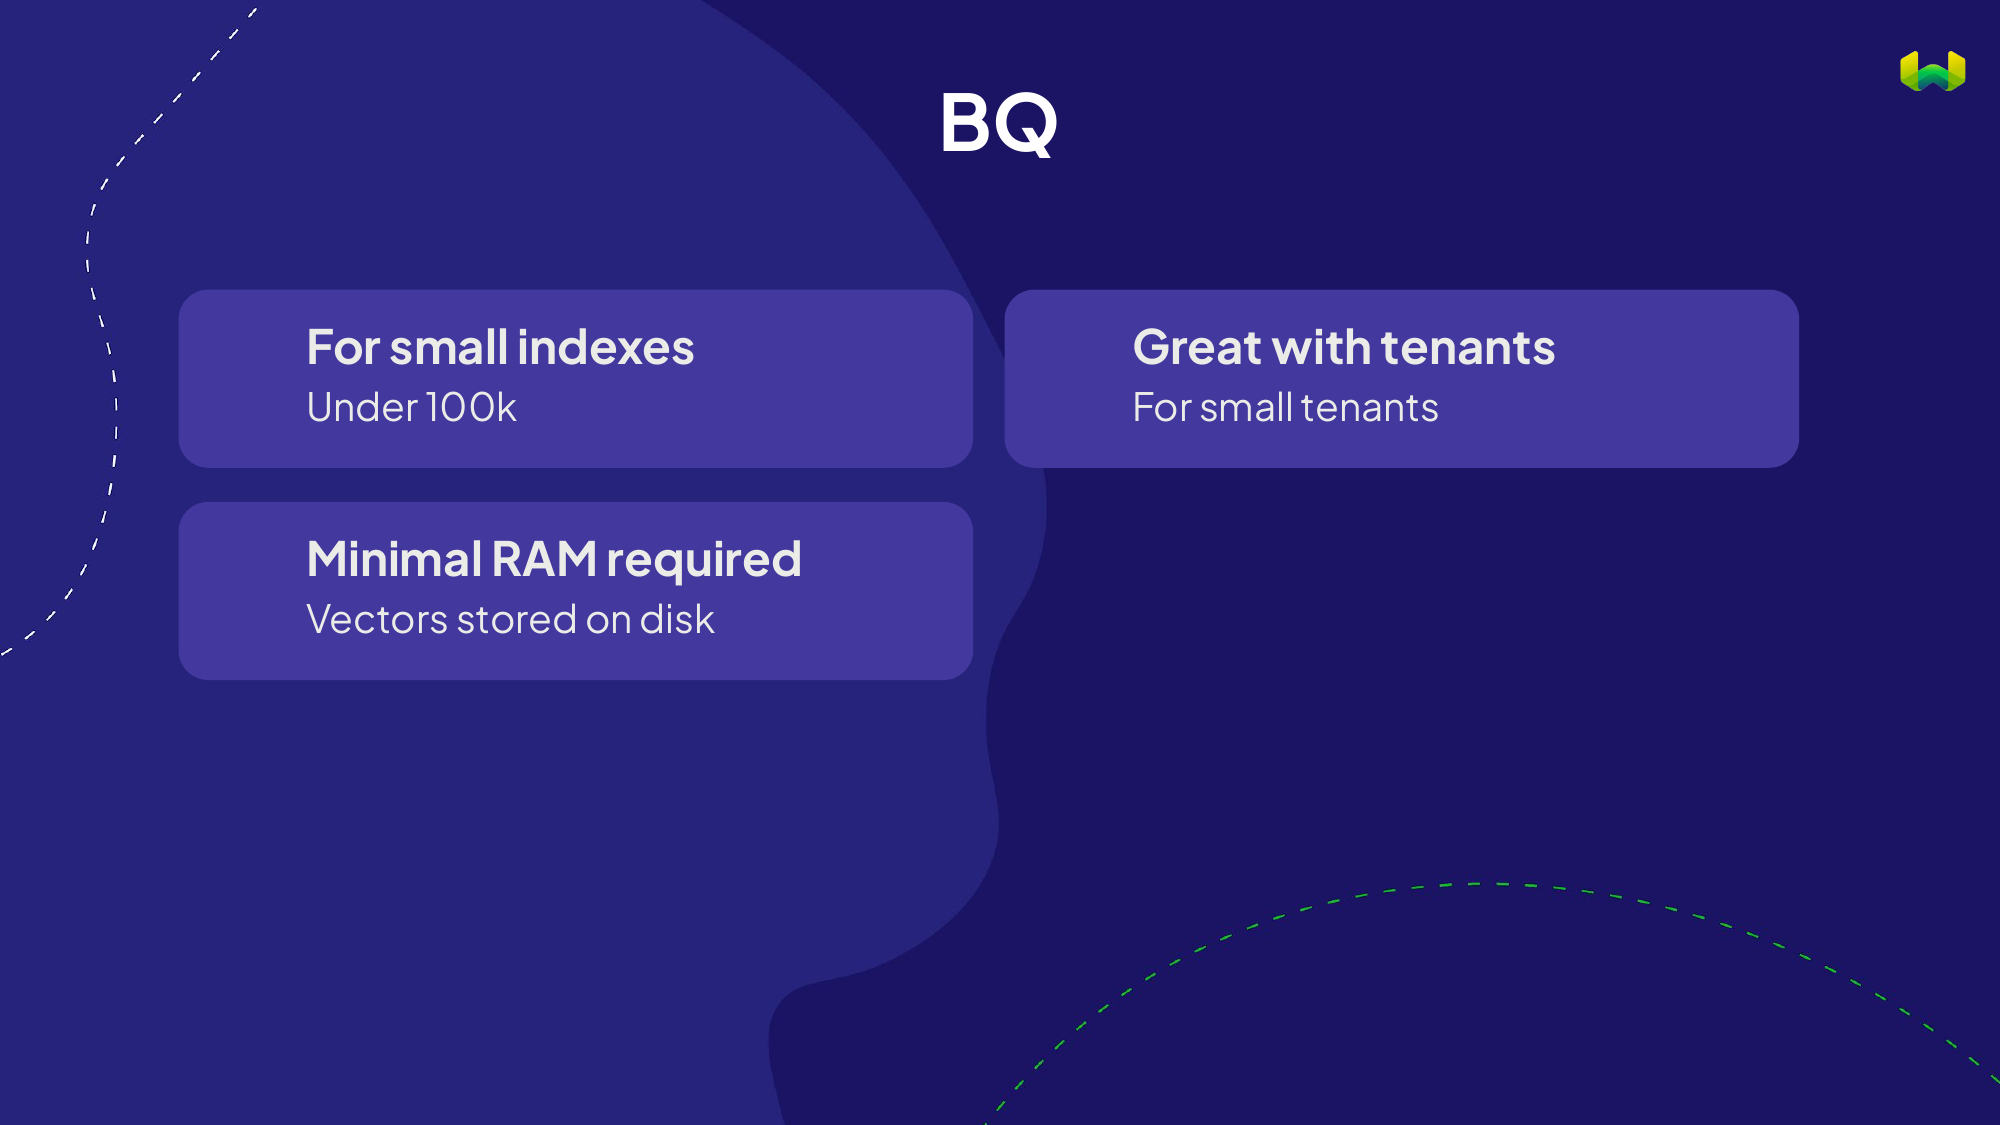 BQ
For small indexes
Under 100k
Great with tenants
For small tenants
Minimal RAM required
Vectors stored on disk